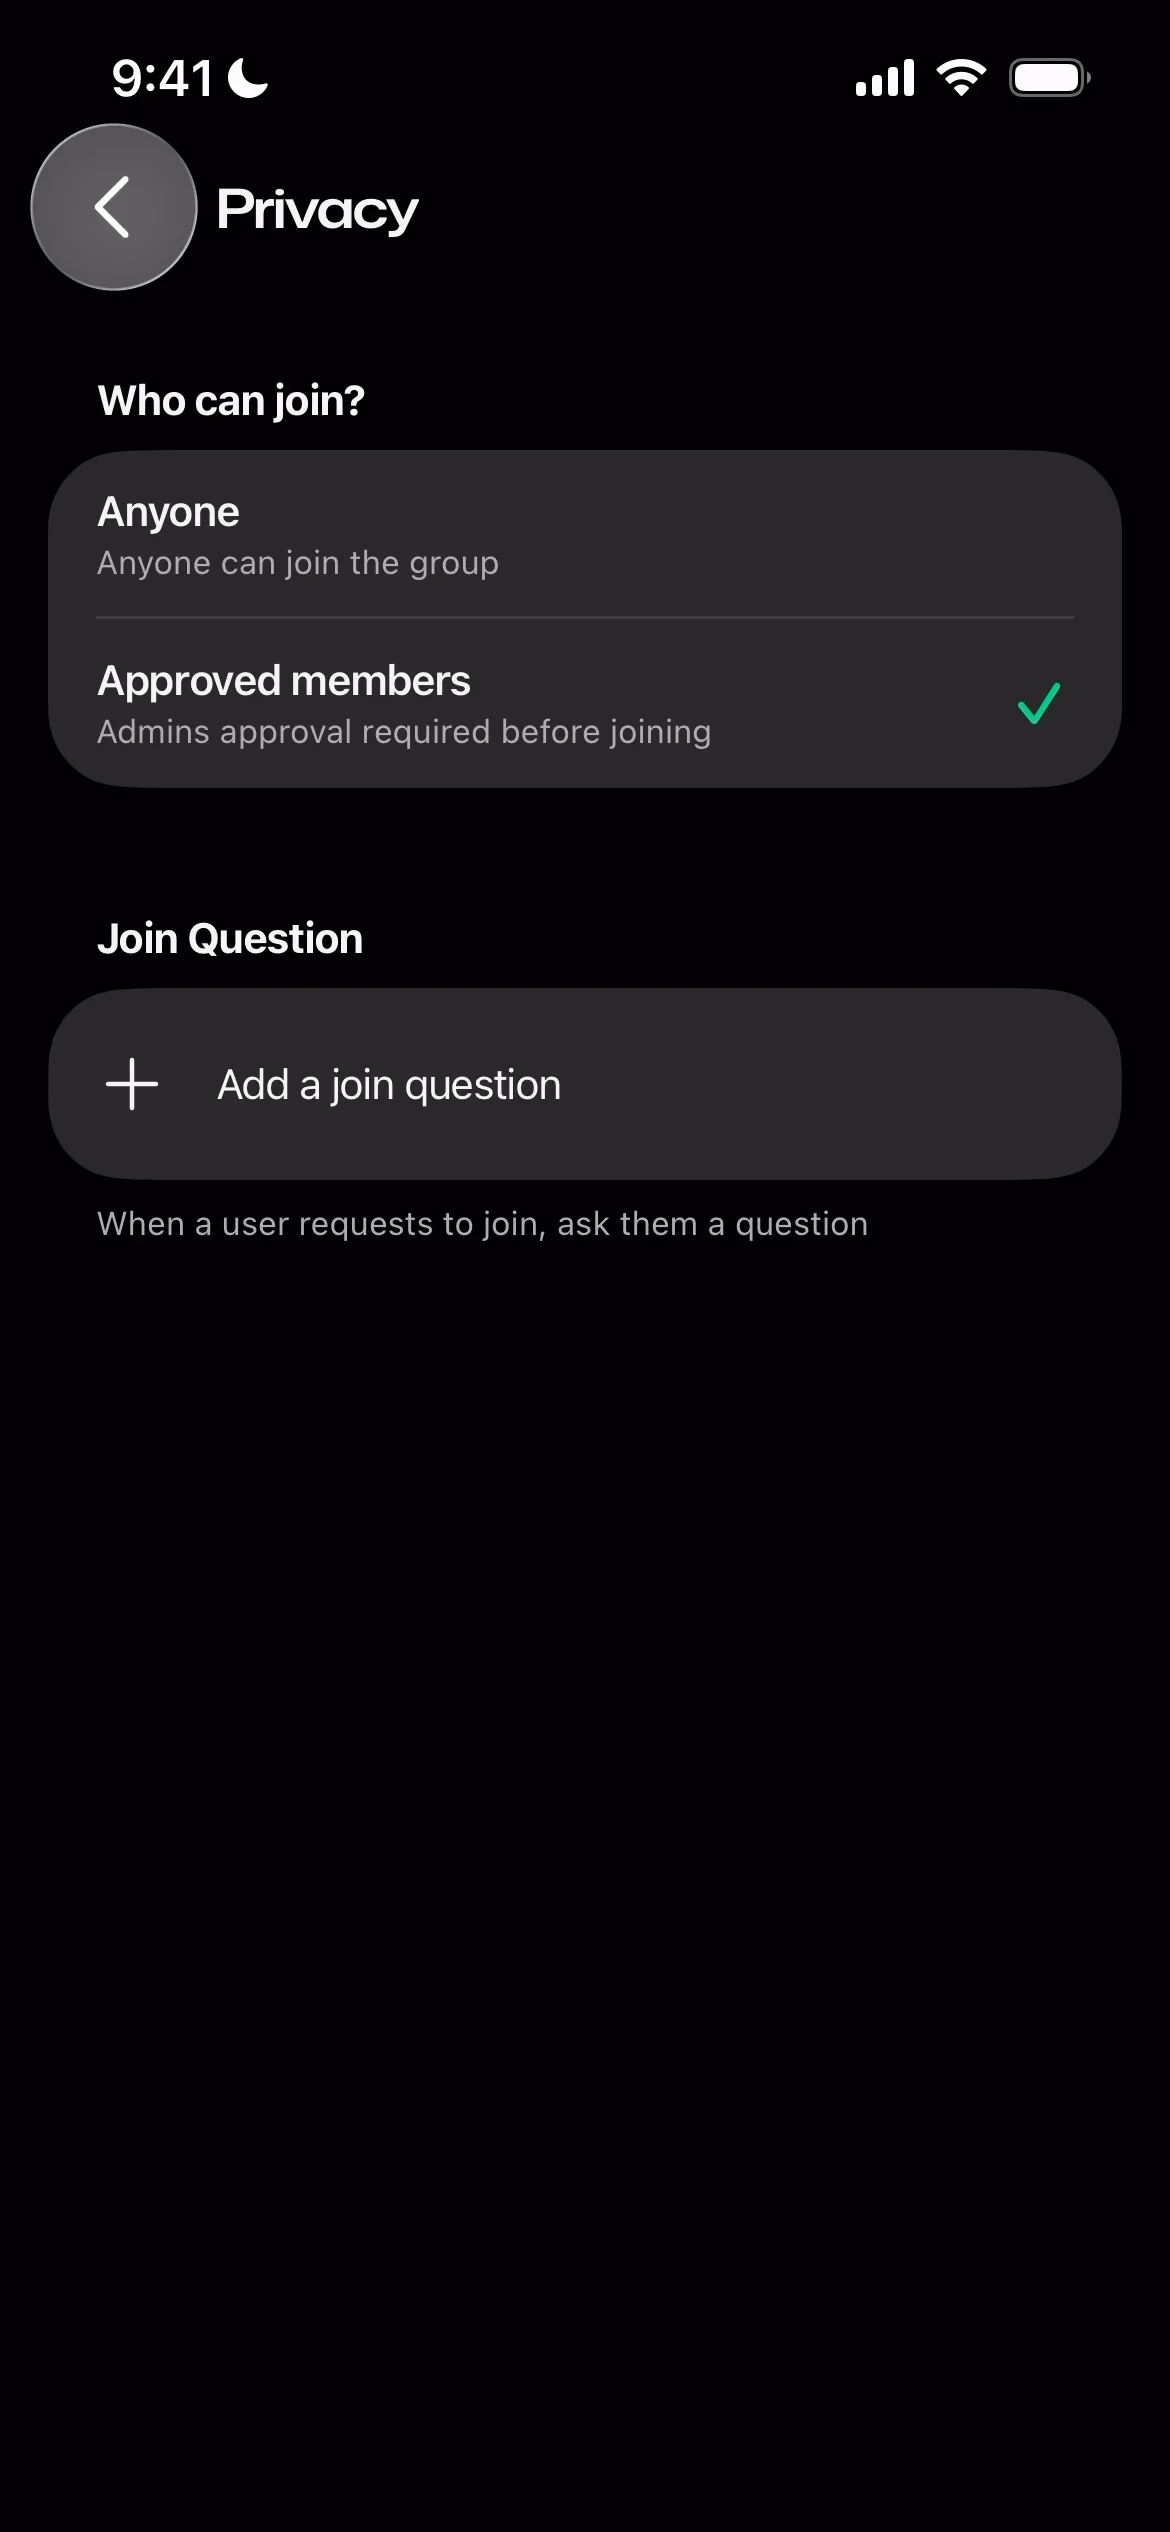 9:41
Privacy
Who can join?
Anyone
Anyone can join the group
Approved members
Admins approval required before joining
Join Question
Add a join question
When a user requests to join, ask them a question